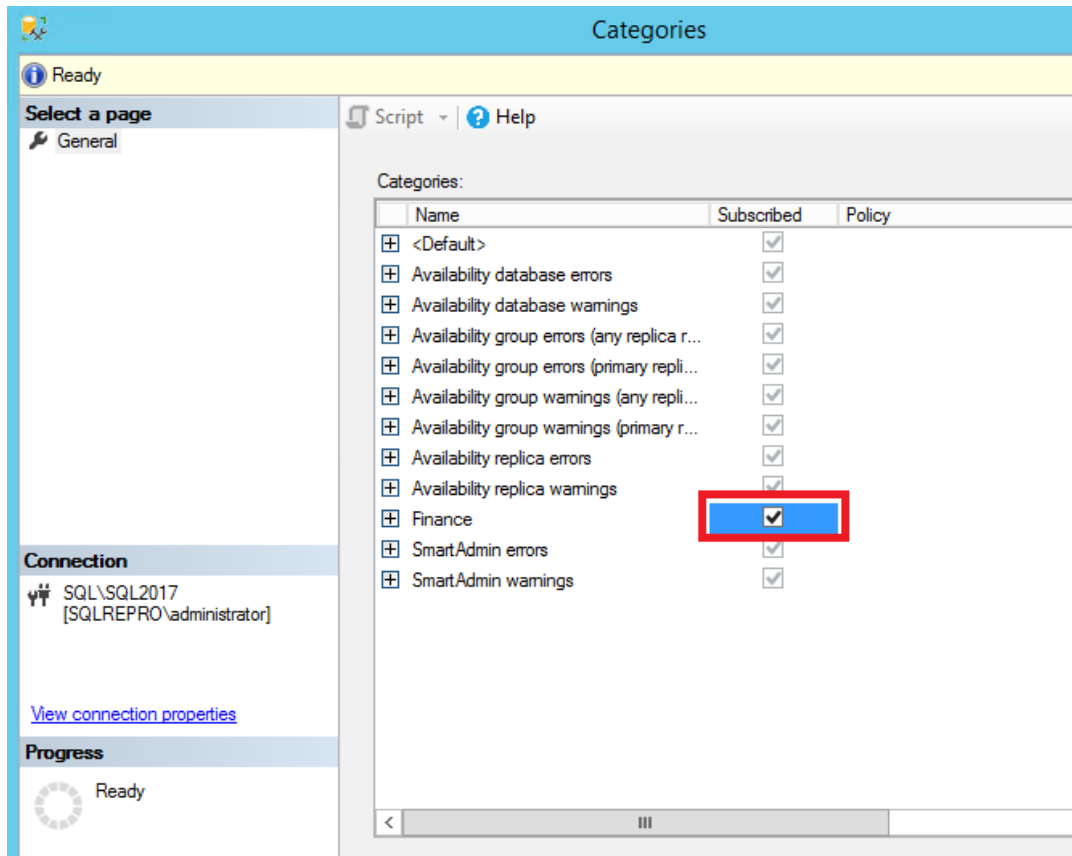 Categories
Ready
Select a page
General
Script
Help
Categories:
Name Subscribed Policy
<Default>
Availability database errors
Availability database warnings
Availability group errors (any replica r...
Availability group errors (primary repli...
Availability group warnings (any repli...
Availability group warnings (primary r...
Availability replica errors
Availability replica warnings
Finance
SmartAdmin errors
SmartAdmin warnings
Connection
SQL\SQL2017
[SQLREPRO\administrator]
View connection properties
Progress
Ready